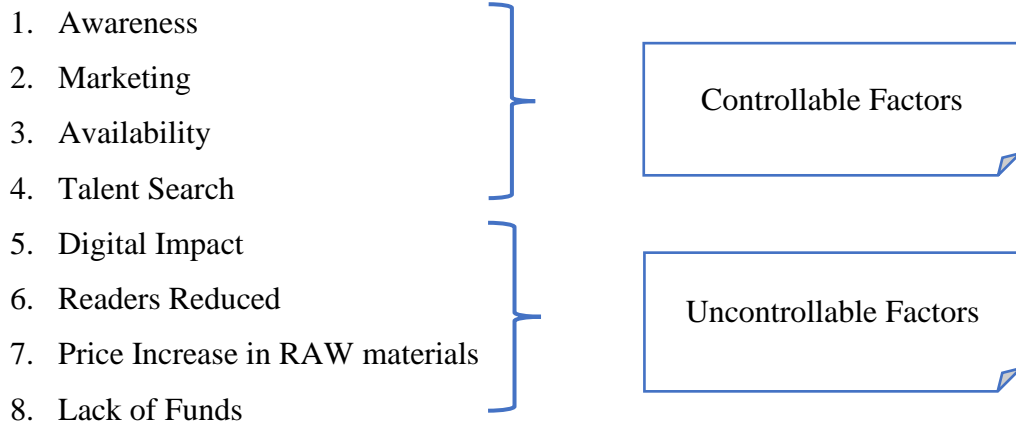 1. Awareness
2. Marketing
3. Availability
4. Talent Search
Controllable Factors
5. Digital Impact
6. Readers Reduced
7. Price Increase in RAW materials
8. Lack of Funds
Uncontrollable Factors